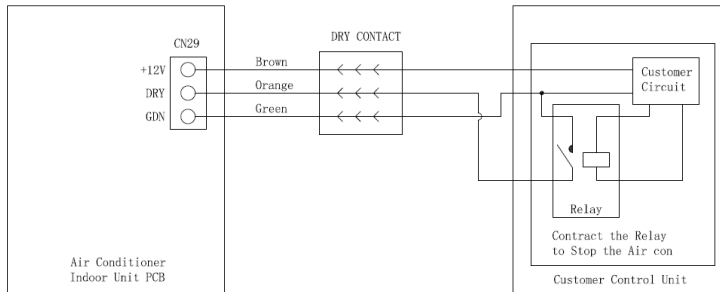 CN29
+12V
DRY
GDN
Brown
Orange
Green
DRY CONTACT
Customer
Circuit
Relay
Contract the Relay
to Stop the Air con
Air Conditioner
Indoor Unit PCB
Customer Control Unit